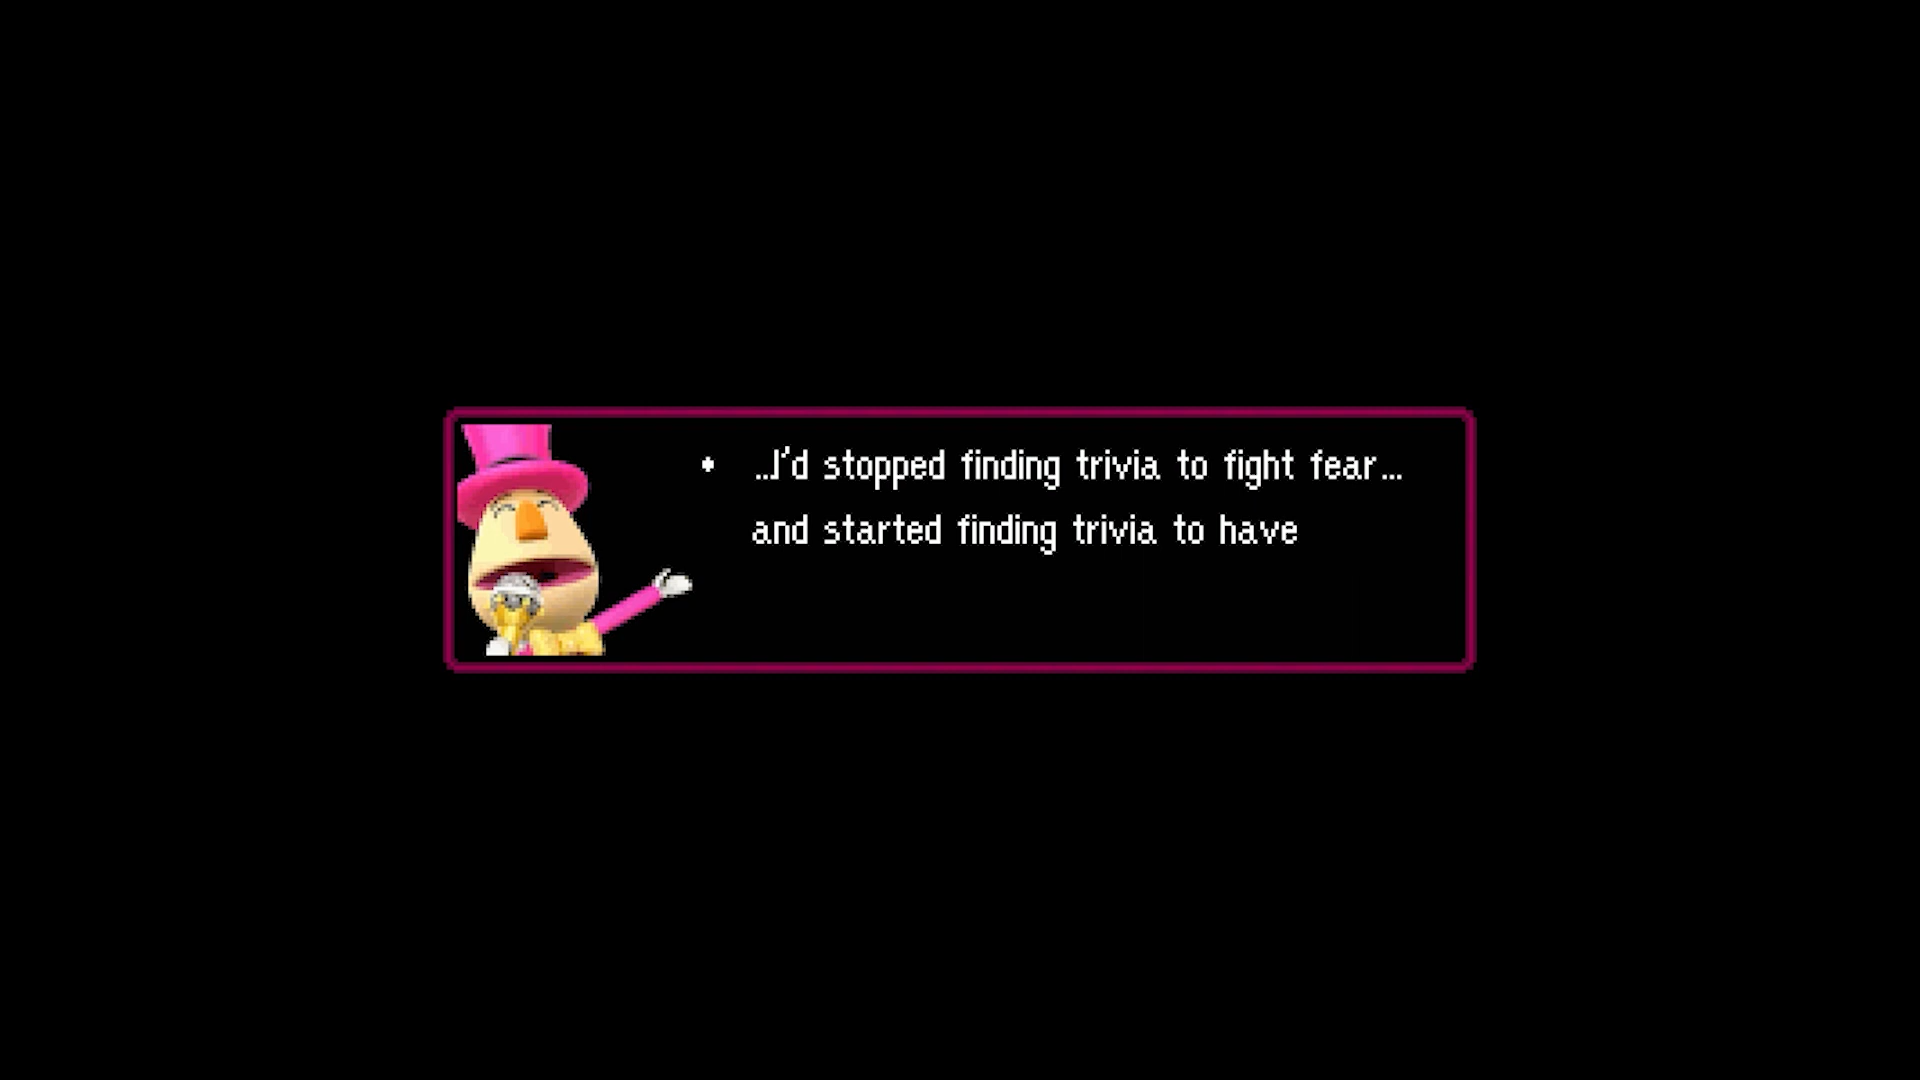 • ...I'd stopped finding trivia to fight fear...
and started finding trivia to have